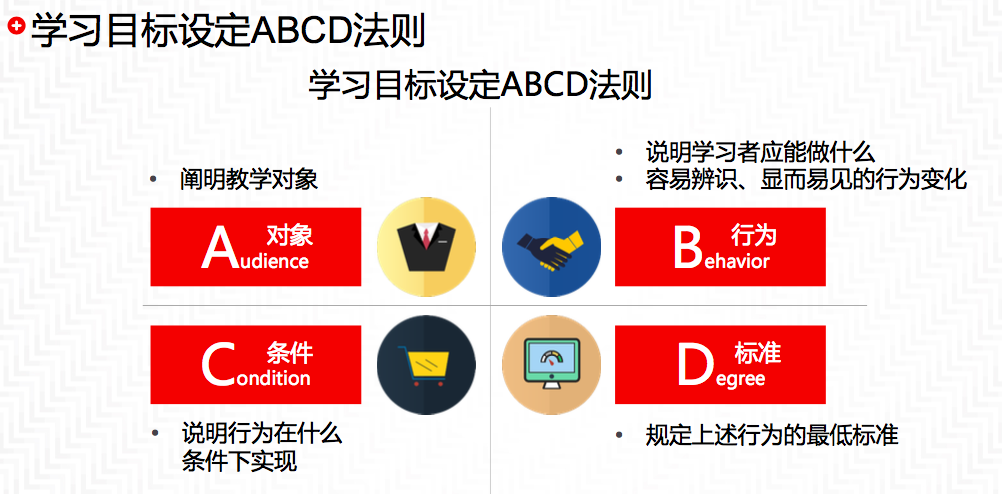 学习目标设定ABCD法则
学习目标设定ABCD法则
• 阐明教学对象
• 说明学习者应能做什么
• 容易辨识、显而易见的行为变化
对象
Audience
行为
Behavior
条件
Condition
标准
Degree
• 说明行为在什么
条件下实现
• 规定上述行为的最低标准